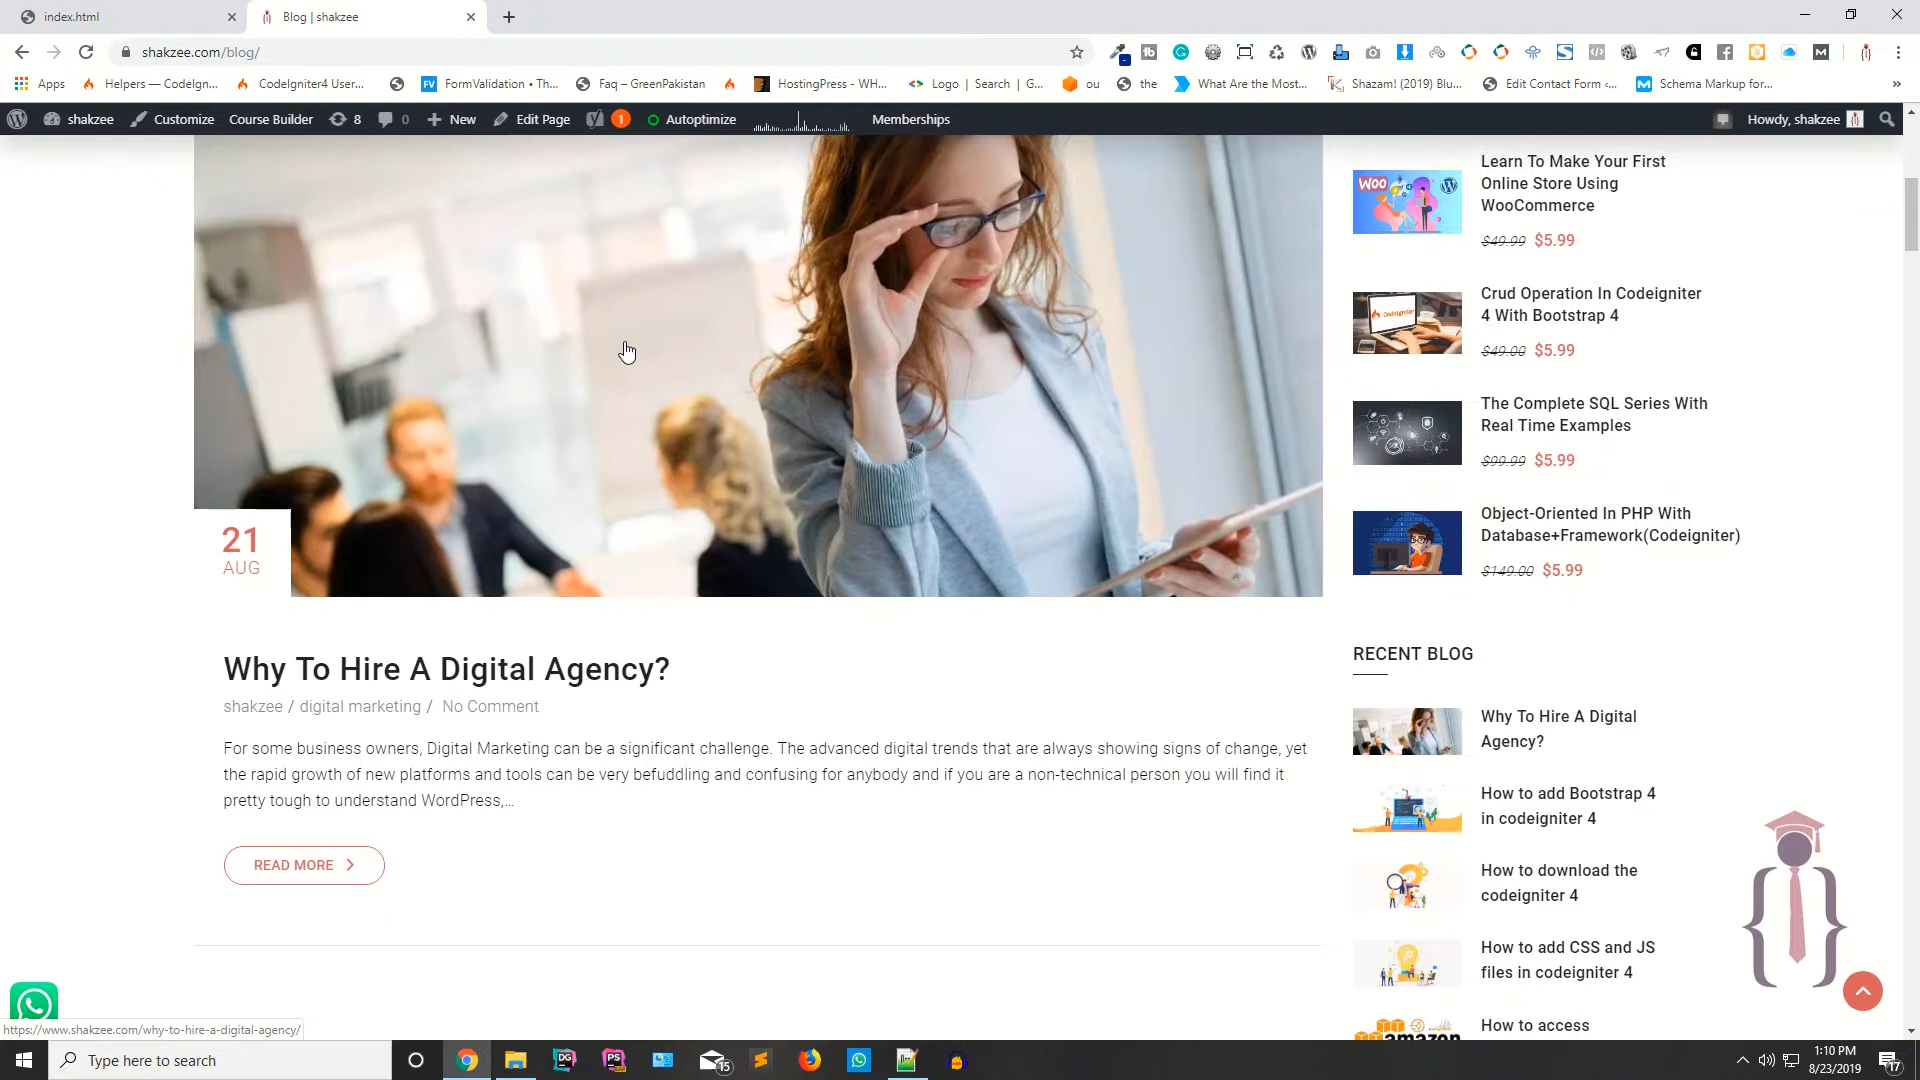 index.html
Blog | shakzee
shakzee.com/blog/
Apps
Helpers — CodeIgn...
CodeIgniter4 User...
FV
FormValidation • Th...
Faq – GreenPakistan
HostingPress - WH...
Logo | Search | G...
ou
the
What Are the Most...
Shazam! (2019) Blu...
Edit Contact Form ‹...
Schema Markup for...
»
shakzee
Customize
Course Builder
8
0
New
Edit Page
1
Autoptimize
Memberships
Howdy, shakzee
21
AUG
Why To Hire A Digital Agency?
shakzee / digital marketing / No Comment
For some business owners, Digital Marketing can be a significant challenge. The advanced digital trends that are always showing signs of change, yet
the rapid growth of new platforms and tools can be very befuddling and confusing for anybody and if you are a non-technical person you will find it
pretty tough to understand WordPress,...
READ MORE
WOO
Learn To Make Your First
Online Store Using
WooCommerce
$49.99 $5.99
Crud Operation In Codeigniter
4 With Bootstrap 4
$49.00 $5.99
The Complete SQL Series With
Real Time Examples
$99.99 $5.99
Object-Oriented In PHP With
Database+Framework(Codeigniter)
$149.00 $5.99
RECENT BLOG
Why To Hire A Digital
Agency?
How to add Bootstrap 4
in codeigniter 4
How to download the
codeigniter 4
How to add CSS and JS
files in codeigniter 4
How to access
amazon
https://www.shakzee.com/why-to-hire-a-digital-agency/
Type here to search
DG
PS
15
1:10 PM
8/23/2019
17